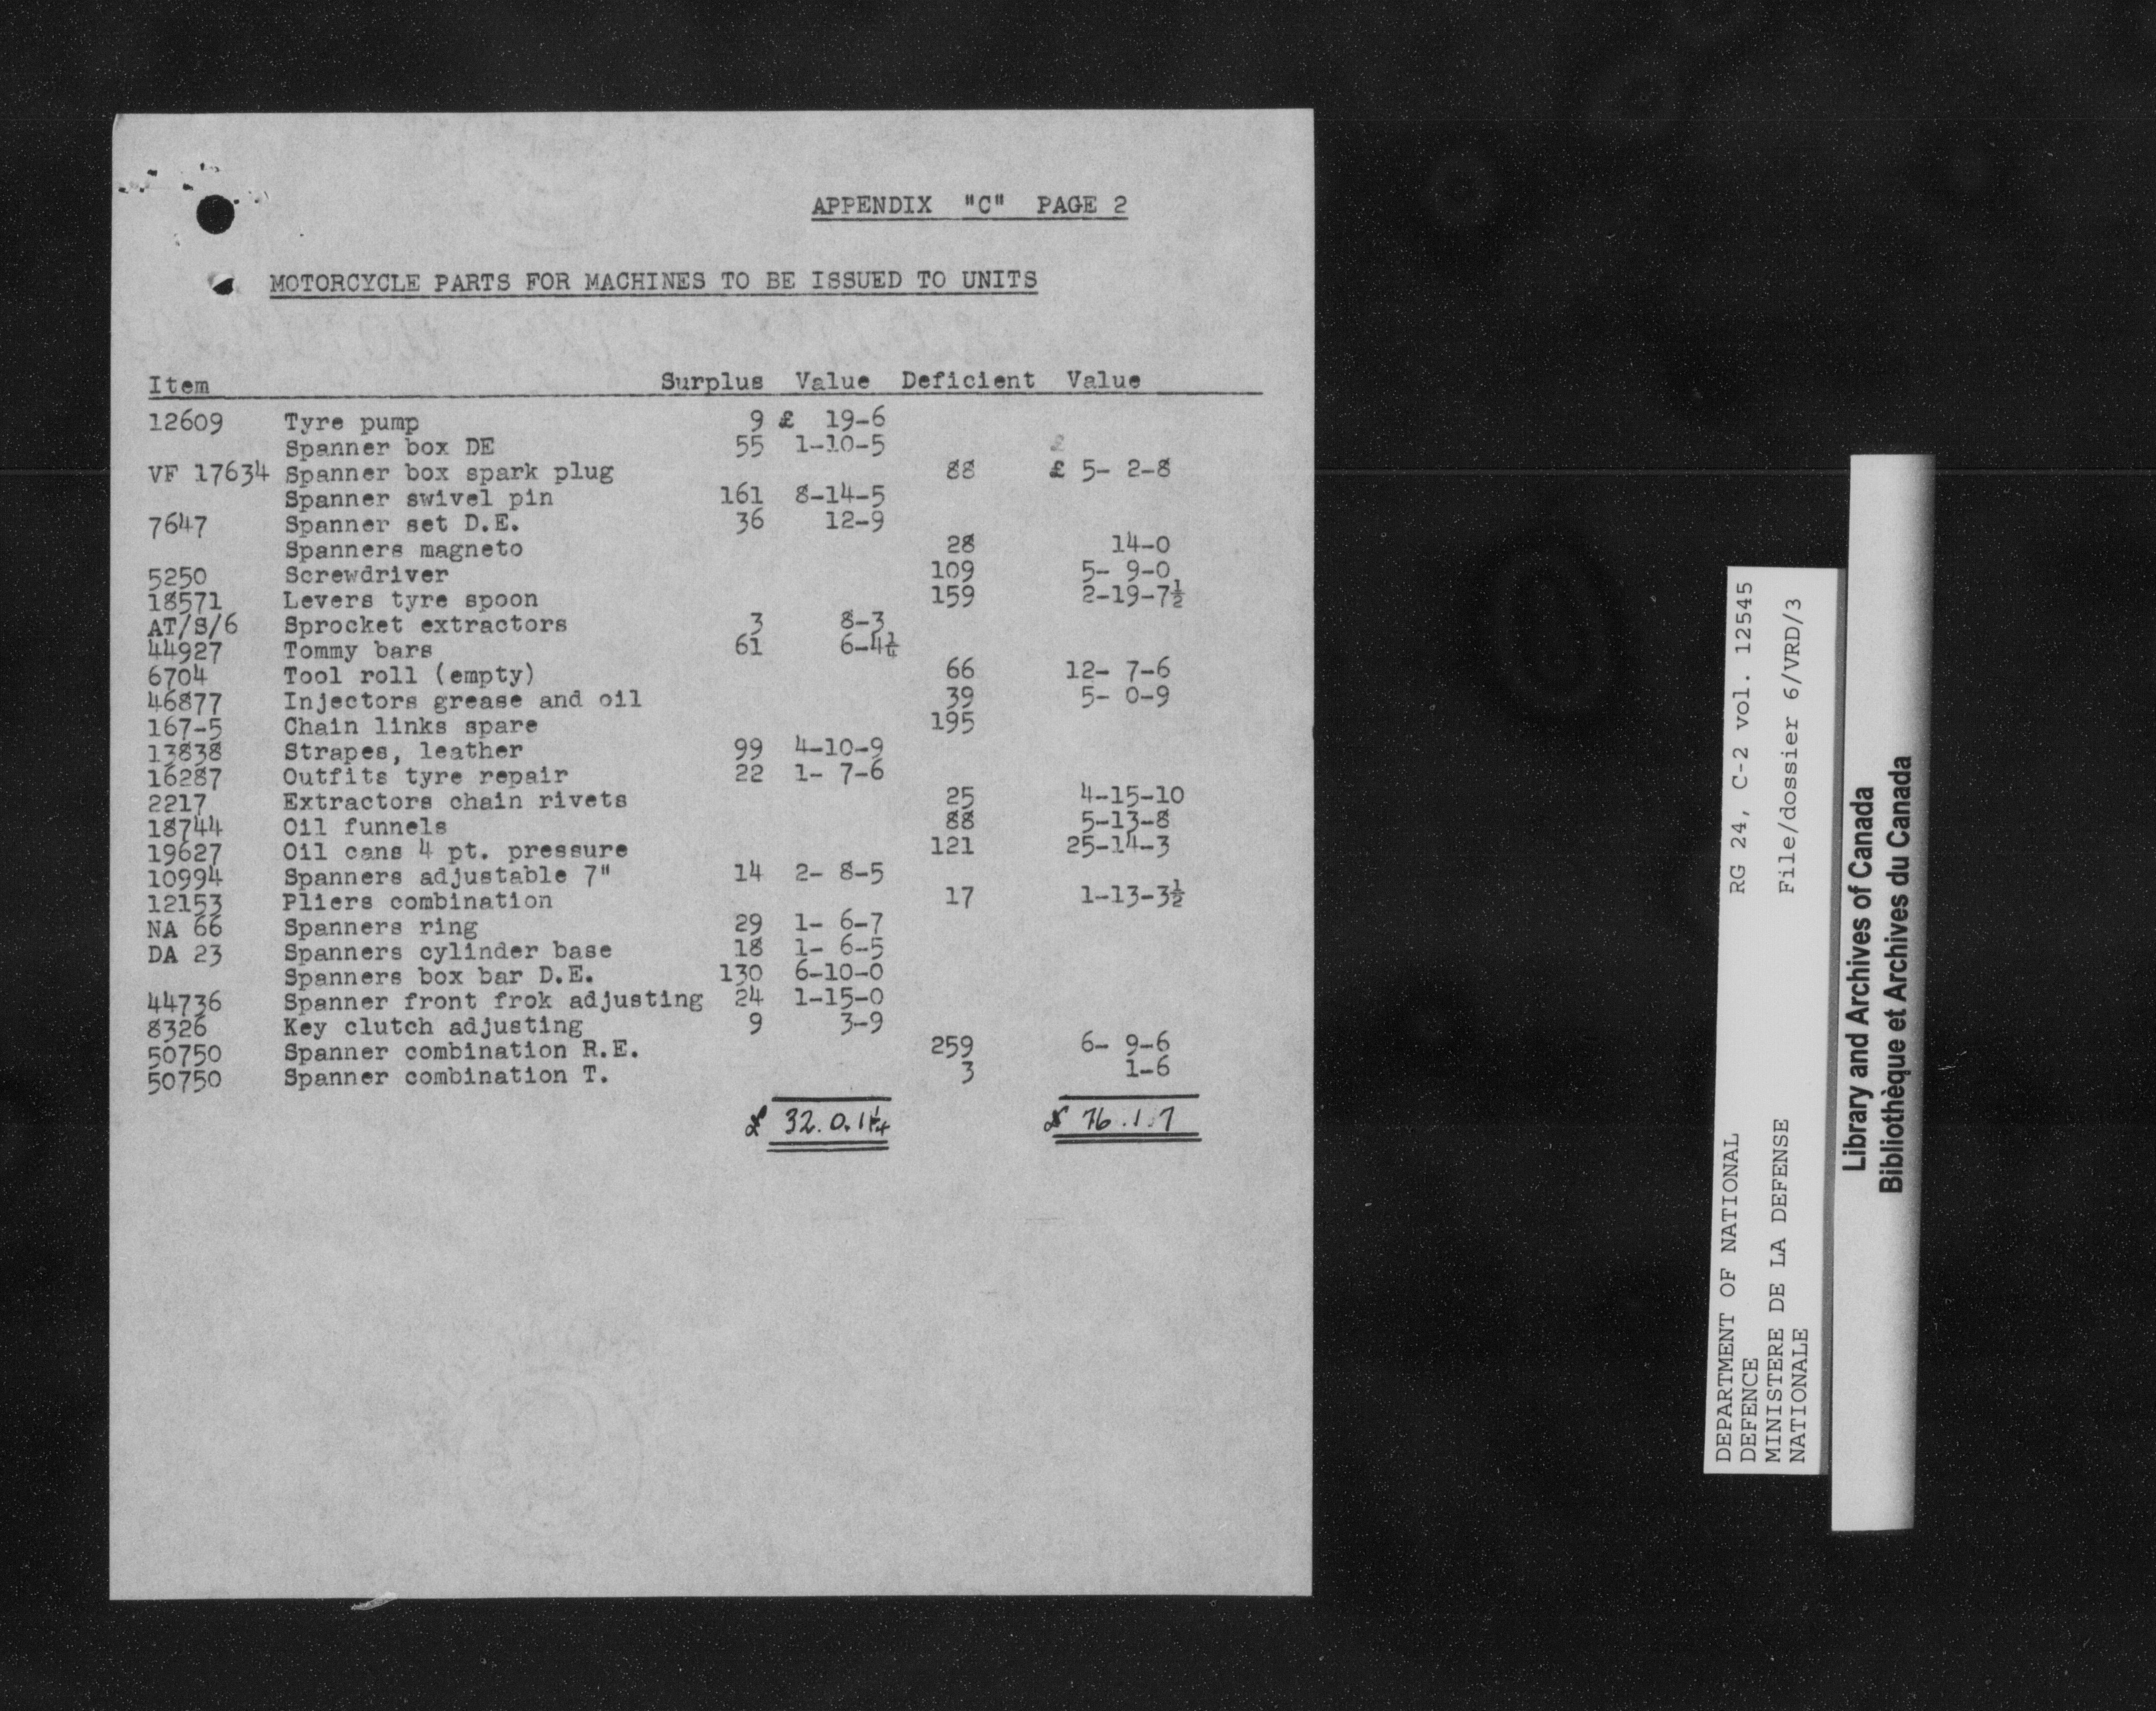 APPENDIX "C" PAGE 2
MOTORCYCLE PARTS FOR MACHINES TO BE ISSUED TO UNITS
Item Surplus Value Deficient Value
12609 Tyre pump 9 £ 19-6
Spanner box DE 55 1-10-5
VF 17634 Spanner box spark plug 88 £ 5- 2-8
Spanner swivel pin 161 8-14-5
7647 Spanner set D.E. 36 12-9
Spanners magneto 28 14-0
5250 Screwdriver 109 5- 9-0
18571 Levers tyre spoon 159 2-19-7½
AT/S/6 Sprocket extractors 3 8-3
44927 Tommy bars 61 6-4¼
6704 Tool roll (empty) 66 12- 7-6
46877 Injectors grease and oil 39 5- 0-9
167-5 Chain links spare 195
13838 Strapes, leather 99 4-10-9
16287 Outfits tyre repair 22 1- 7-6
2217 Extractors chain rivets 25 4-15-10
18744 Oil funnels 88 5-13-8
19627 Oil cans 4 pt. pressure 121 25-14-3
10994 Spanners adjustable 7" 14 2- 8-5
12153 Pliers combination 17 1-13-3½
NA 66 Spanners ring 29 1- 6-7
DA 23 Spanners cylinder base 18 1- 6-5
Spanners box bar D.E. 130 6-10-0
44736 Spanner front frok adjusting 24 1-15-0
8326 Key clutch adjusting 9 3-9
50750 Spanner combination R.E. 259 6- 9-6
50750 Spanner combination T. 3 1-6
£ 32.0.1¼ £ 76.1.7
DEPARTMENT OF NATIONAL RG 24, C-2 vol. 12545
DEFENCE
MINISTERE DE LA DEFENSE File/dossier 6/VRD/3
NATIONALE
Library and Archives of Canada
Bibliothèque et Archives du Canada